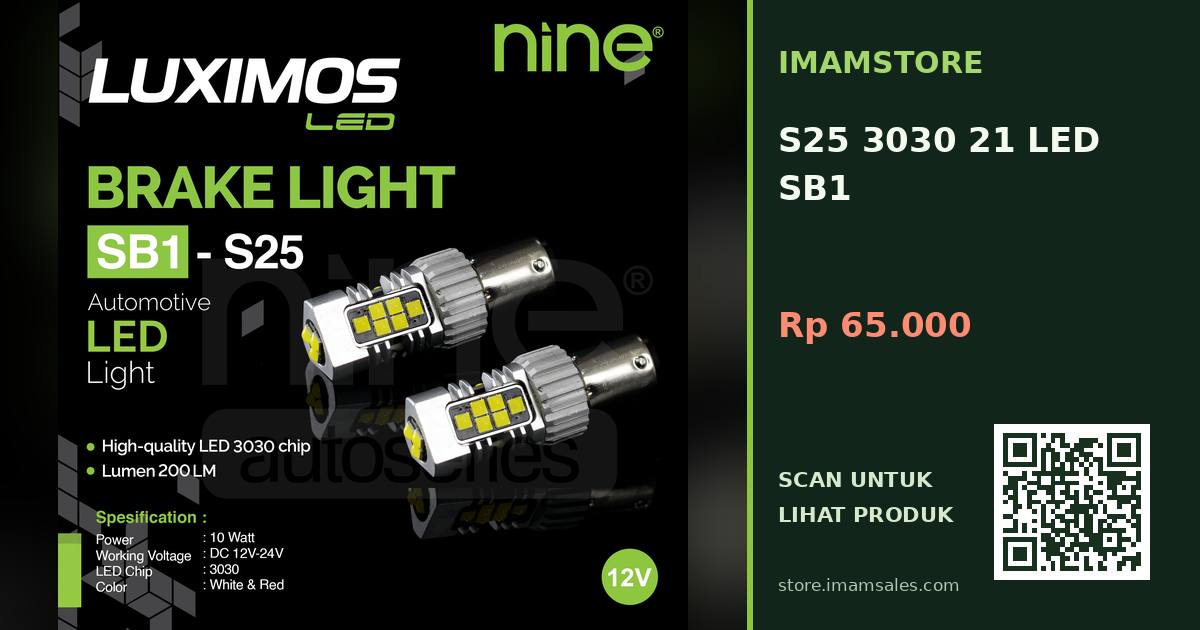 LUXIMOS
LED
nine®
BRAKE LIGHT
SB1 - S25
Automotive
LED
Light
nine®
autoseries
• High-quality LED 3030 chip
• Lumen 200 LM
Spesification :
Power : 10 Watt
Working Voltage : DC 12V-24V
LED Chip : 3030
Color : White & Red
12V
IMAMSTORE
S25 3030 21 LED
SB1
Rp 65.000
SCAN UNTUK
LIHAT PRODUK
store.imamsales.com